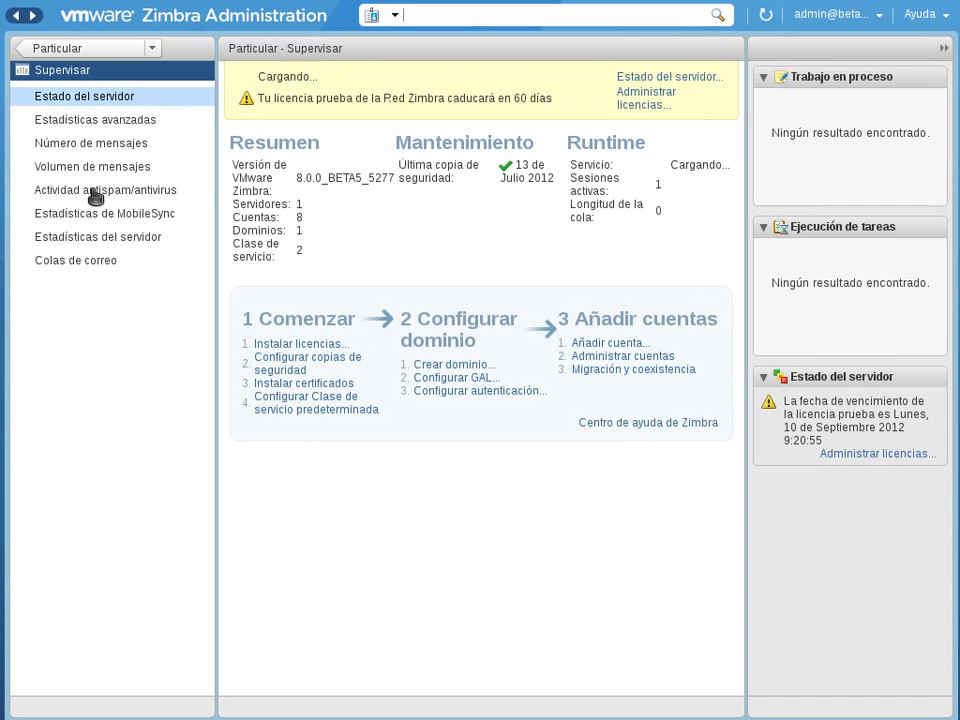 vmware Zimbra Administration
admin@beta...
Ayuda
Particular
Supervisar
Estado del servidor
Estadísticas avanzadas
Número de mensajes
Volumen de mensajes
Actividad antispam/antivirus
Estadísticas de MobileSync
Estadísticas del servidor
Colas de correo
Particular - Supervisar
Cargando...
Estado del servidor...
Tu licencia prueba de la Red Zimbra caducará en 60 días
Administrar
licencias...
Resumen
Versión de
VMware
Zimbra:
8.0.0_BETA5_5277
Servidores: 1
Cuentas: 8
Dominios: 1
Clase de
servicio:
2
Mantenimiento
Última copia de
seguridad:
13 de
Julio 2012
Runtime
Servicio:
Cargando...
Sesiones
activas:
1
Longitud de la
cola:
0
1 Comenzar
1. Instalar licencias...
2. Configurar copias de
seguridad
3. Instalar certificados
4. Configurar Clase de
servicio predeterminada
2 Configurar
dominio
1. Crear dominio...
2. Configurar GAL...
3. Configurar autenticación...
3 Añadir cuentas
1. Añadir cuenta...
2. Administrar cuentas
3. Migración y coexistencia
Centro de ayuda de Zimbra
Trabajo en proceso
Ningún resultado encontrado.
Ejecución de tareas
Ningún resultado encontrado.
Estado del servidor
La fecha de vencimiento de
la licencia prueba es Lunes,
10 de Septiembre 2012
9:20:55
Administrar licencias...